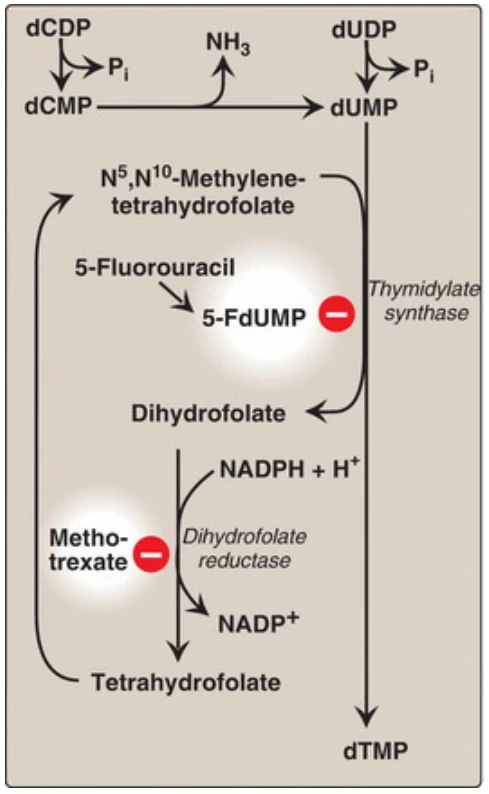 dCDP
dUDP
NH₃
Pᵢ
Pᵢ
dCMP
dUMP
N⁵,N¹⁰-Methylene-
tetrahydrofolate
5-Fluorouracil
5-FdUMP
Thymidylate
synthase
Dihydrofolate
NADPH + H⁺
Metho-
trexate
Dihydrofolate
reductase
NADP⁺
Tetrahydrofolate
dTMP